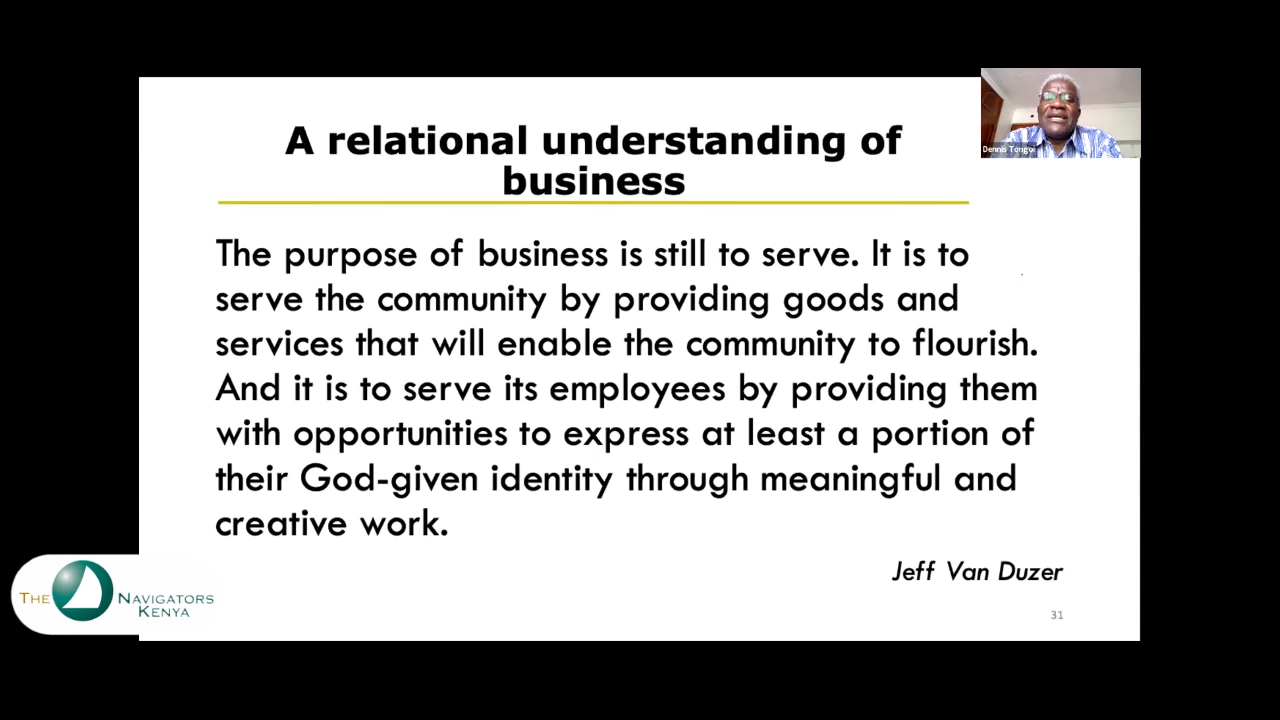 A relational understanding of
business
Dennis Tongoi
The purpose of business is still to serve. It is to
serve the community by providing goods and
services that will enable the community to flourish.
And it is to serve its employees by providing them
with opportunities to express at least a portion of
their God-given identity through meaningful and
creative work.
Jeff Van Duzer
THE NAVIGATORS
KENYA
31